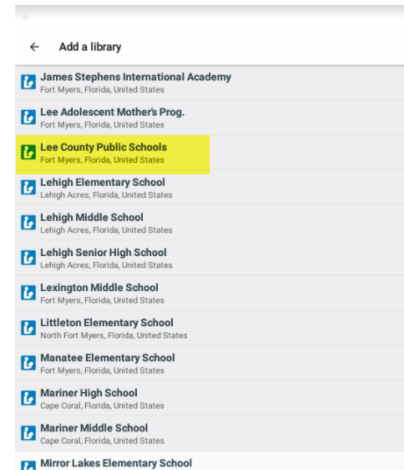 Add a library
James Stephens International Academy
Fort Myers, Florida, United States
Lee Adolescent Mother's Prog.
Fort Myers, Florida, United States
Lee County Public Schools
Fort Myers, Florida, United States
Lehigh Elementary School
Lehigh Acres, Florida, United States
Lehigh Middle School
Lehigh Acres, Florida, United States
Lehigh Senior High School
Lehigh Acres, Florida, United States
Lexington Middle School
Fort Myers, Florida, United States
Littleton Elementary School
North Fort Myers, Florida, United States
Manatee Elementary School
Fort Myers, Florida, United States
Mariner High School
Cape Coral, Florida, United States
Mariner Middle School
Cape Coral, Florida, United States
Mirror Lakes Elementary School